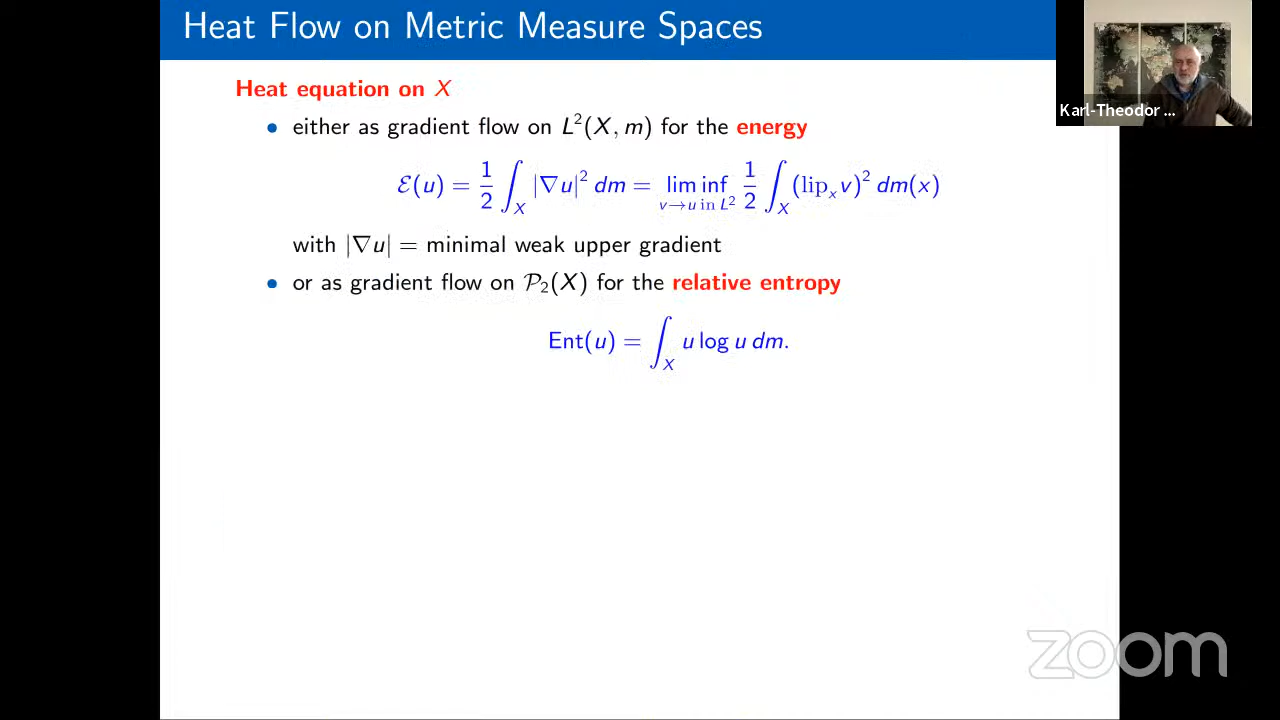 Heat Flow on Metric Measure Spaces
Karl-Theodor ...
Heat equation on X
• either as gradient flow on L²(X, m) for the energy
ℰ(u) = 1/2 ∫_X |∇u|² dm = lim inf_{v→u in L²} 1/2 ∫_X (lip_x v)² dm(x)
with |∇u| = minimal weak upper gradient
• or as gradient flow on 𝒫₂(X) for the relative entropy
Ent(u) = ∫_X u log u dm.
zoom